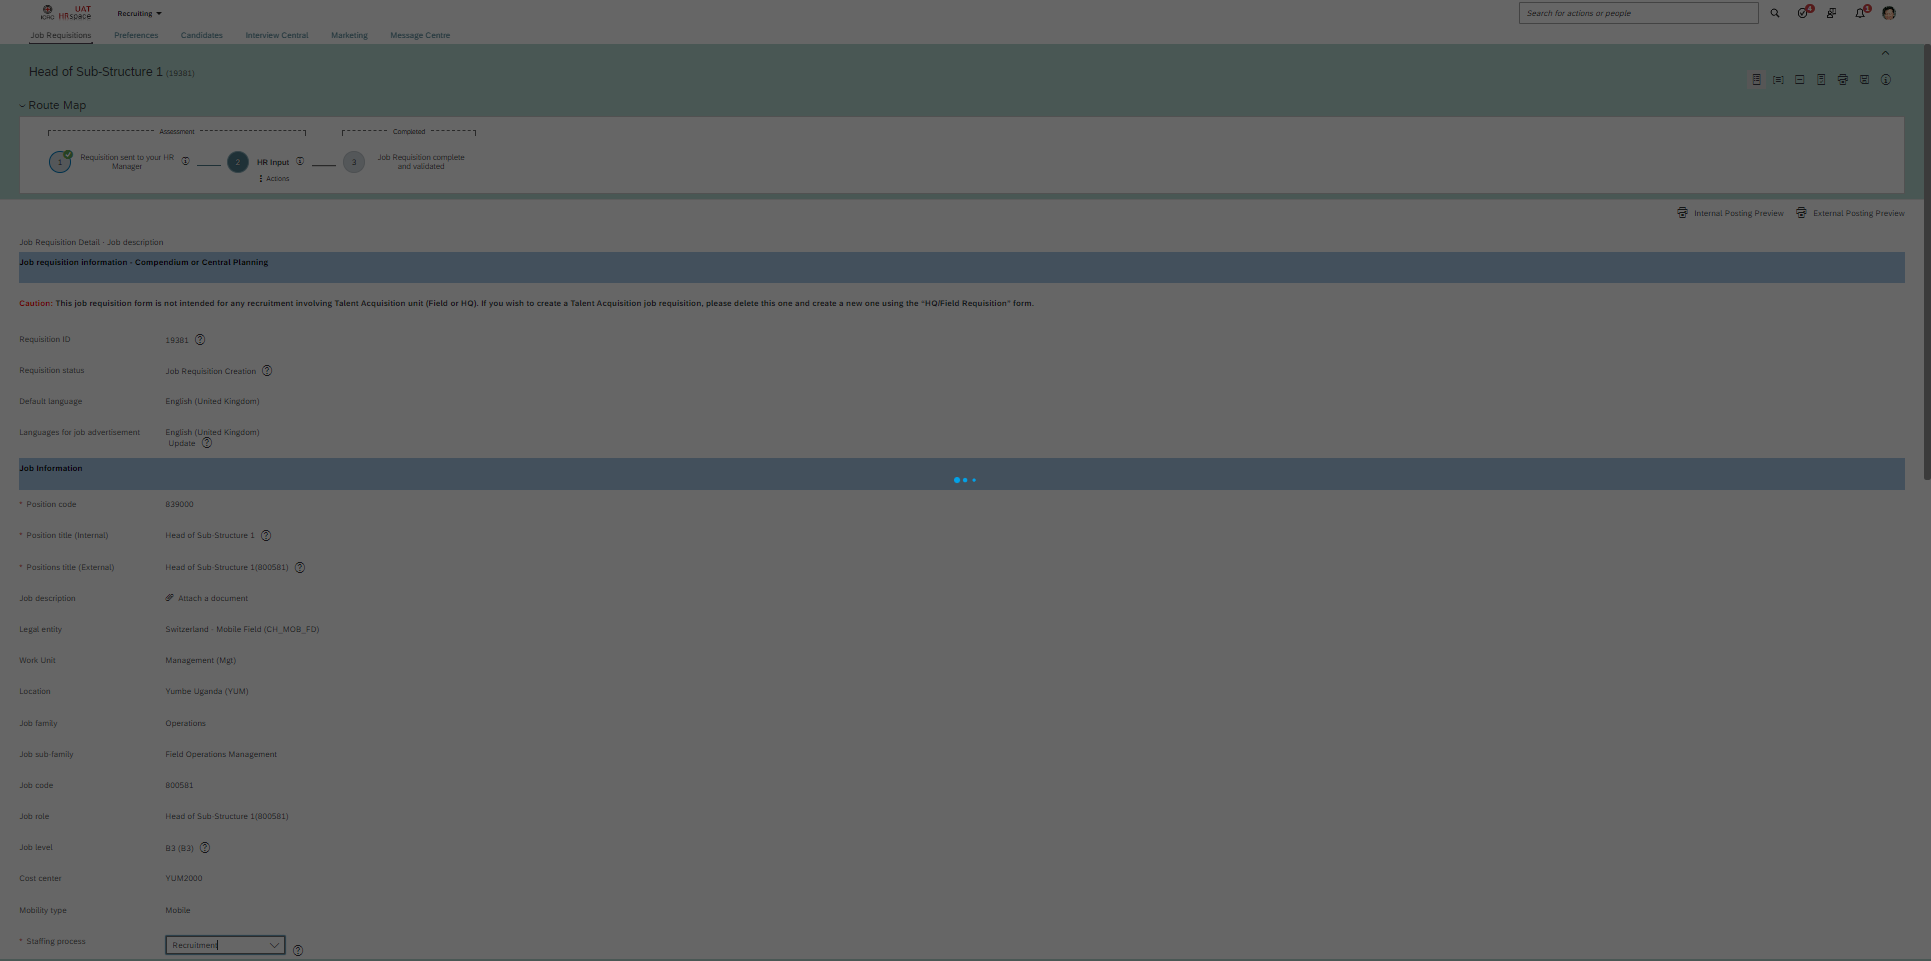 UAT
ICRC HRspace
Recruiting
Search for actions or people
4
1
Job Requisitions
Preferences
Candidates
Interview Central
Marketing
Message Centre
Head of Sub-Structure 1 (19381)
Route Map
Assessment
Completed
1
Requisition sent to your HR
Manager
2
HR Input
Actions
3
Job Requisition complete
and validated
Internal Posting Preview
External Posting Preview
Job Requisition Detail - Job description
Job requisition information - Compendium or Central Planning
Caution: This job requisition form is not intended for any recruitment involving Talent Acquisition unit (Field or HQ). If you wish to create a Talent Acquisition job requisition, please delete this one and create a new one using the "HQ/Field Requisition" form.
Requisition ID 19381
Requisition status Job Requisition Creation
Default language English (United Kingdom)
Languages for job advertisement English (United Kingdom)
Update
Job Information
* Position code 839000
* Position title (Internal) Head of Sub-Structure 1
* Positions title (External) Head of Sub-Structure 1(800581)
Job description Attach a document
Legal entity Switzerland - Mobile Field (CH_MOB_FD)
Work Unit Management (Mgt)
Location Yumbe Uganda (YUM)
Job family Operations
Job sub-family Field Operations Management
Job code 800581
Job role Head of Sub-Structure 1(800581)
Job level B3 (B3)
Cost center YUM2000
Mobility type Mobile
* Staffing process Recruitment